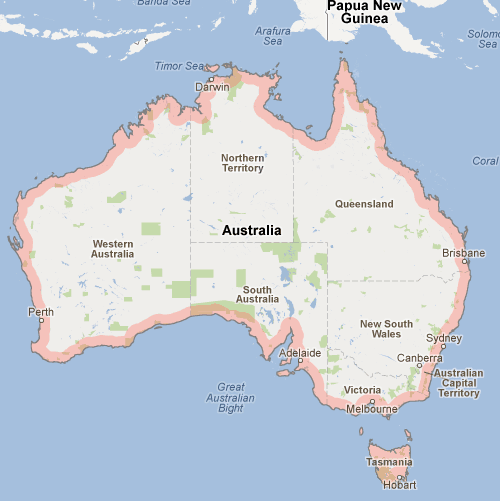 Banda Sea
Papua New
Guinea
Arafura
Sea
Solomo
Sea
Timor Sea
Darwin
Coral
Northern
Territory
Queensland
Australia
Western
Australia
Brisbane
South
Australia
Perth
New South
Wales
Sydney
Adelaide
Canberra
Australian
Capital
Territory
Great
Australian
Bight
Victoria
Melbourne
Tasmania
Hobart